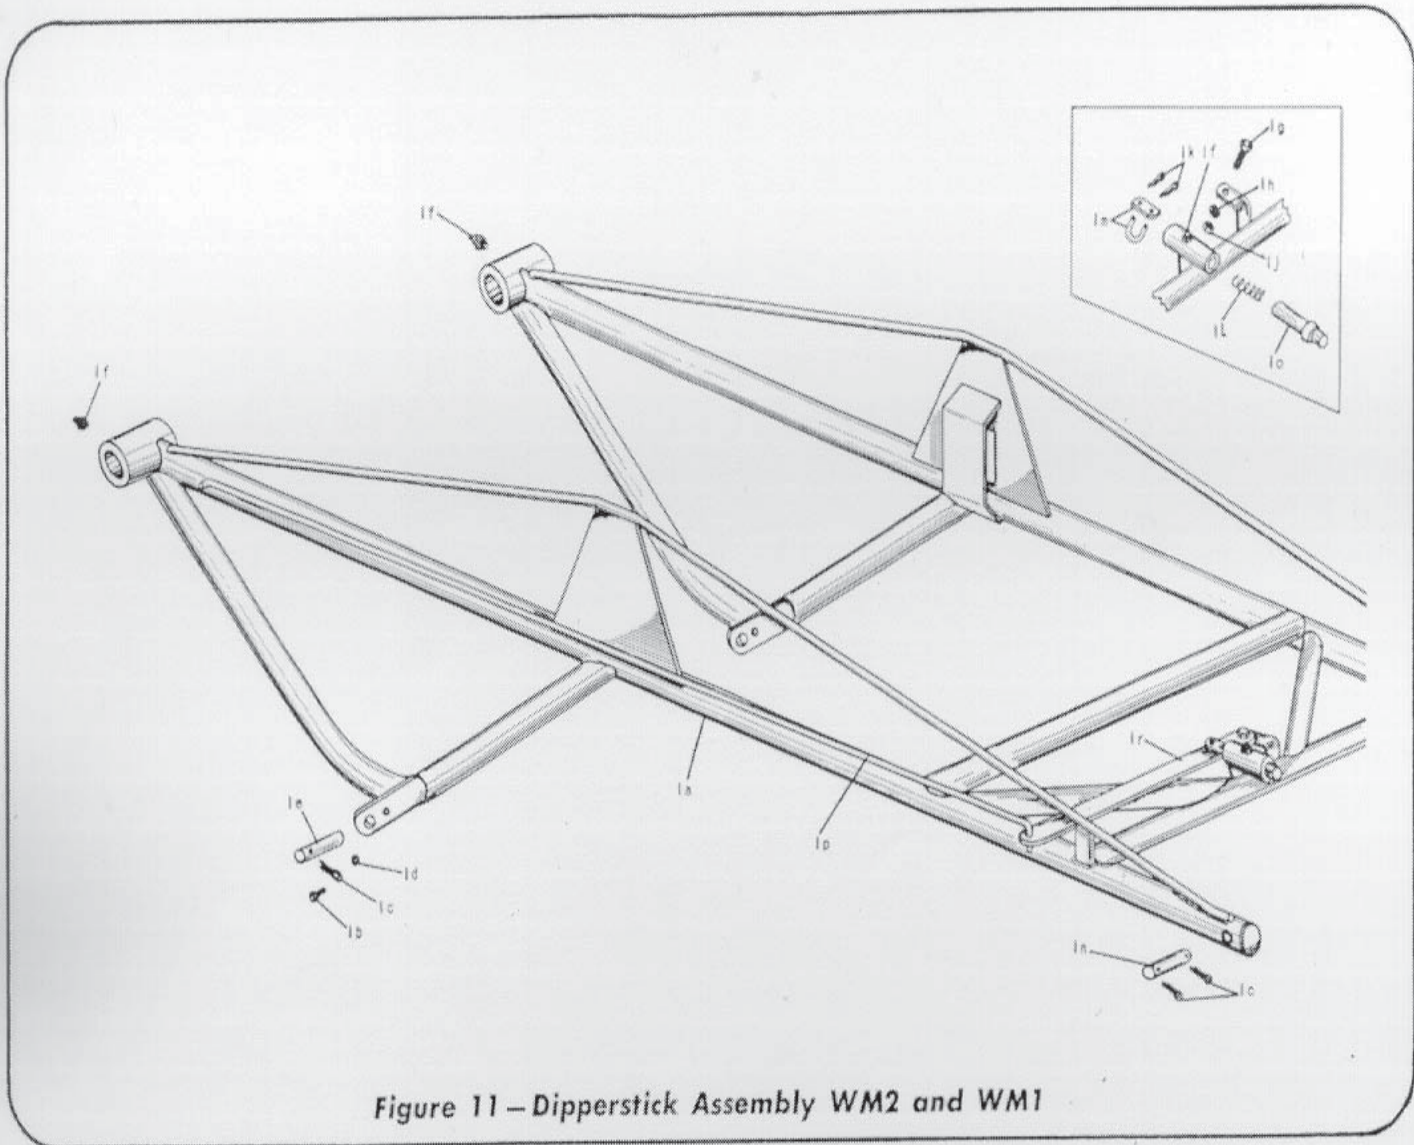 1g
1k 1f
1h
1m
1j
1L
1o
1f
1f
1r
1a
1p
1e
1d
1c
1b
1n
1c
Figure 11 — Dipperstick Assembly WM2 and WM1